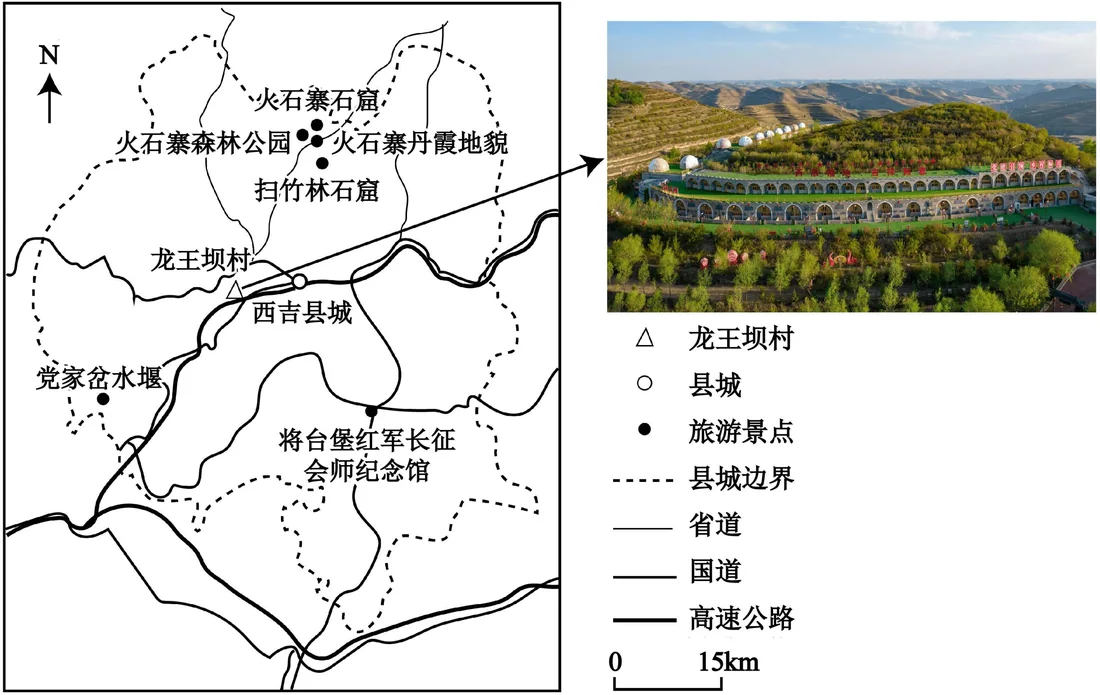 N
火石寨石窟
火石寨森林公园
火石寨丹霞地貌
扫竹林石窟
龙王坝村
西吉县城
党家岔水堰
将台堡红军长征
会师纪念馆
龙王坝村
县城
旅游景点
县城边界
省道
国道
高速公路
0 15km